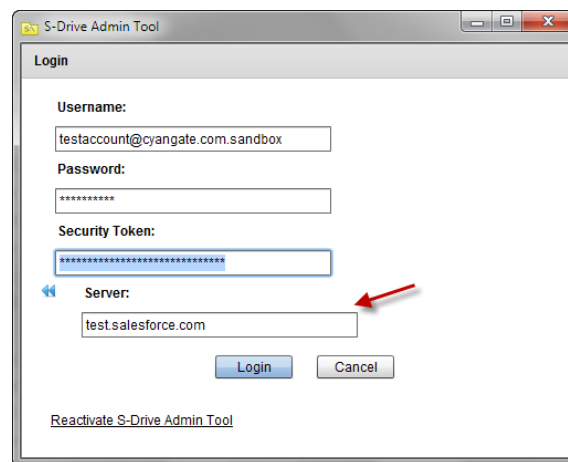 S-Drive Admin Tool
Login
Username:
testaccount@cyangate.com.sandbox
Password:
**********
Security Token:
******************************
Server:
test.salesforce.com
Login Cancel
Reactivate S-Drive Admin Tool